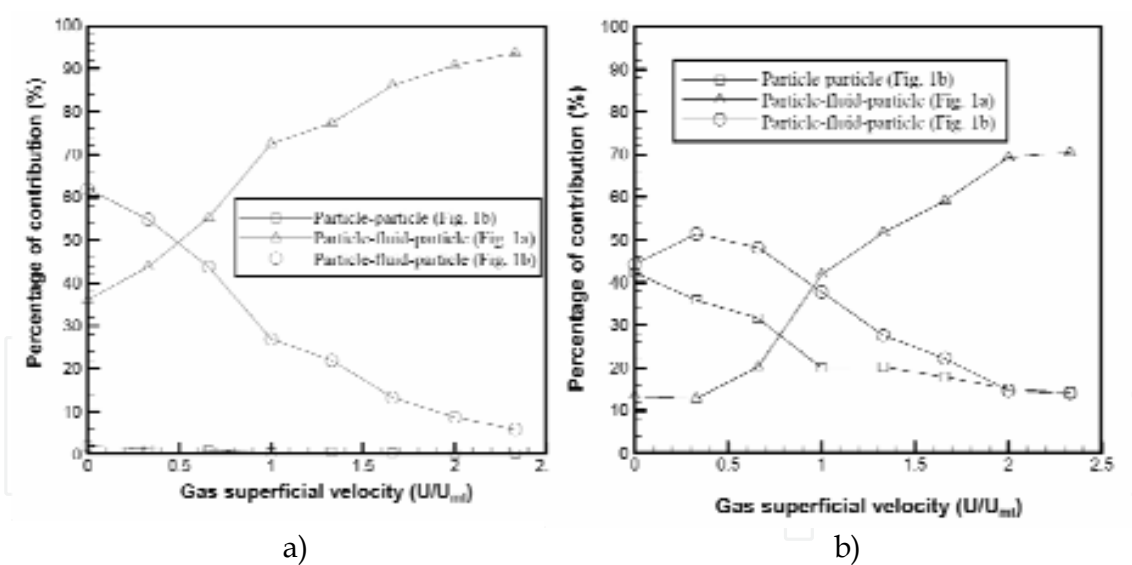 100
90
80
70
60
50
40
30
20
10
0
Percentage of contribution (%)
Particle-particle (Fig. 1b)
Particle-fluid-particle (Fig. 1a)
Particle-fluid-particle (Fig. 1b)
0 0.5 1 1.5 2 2.
Gas superficial velocity (U/Umf)
a)
100
90
80
70
60
50
40
30
20
10
0
Percentage of contribution (%)
Particle particle (Fig. 1b)
Particle-fluid-particle (Fig. 1a)
Particle-fluid-particle (Fig. 1b)
0 0.5 1 1.5 2 2.5
Gas superficial velocity (U/Umf)
b)